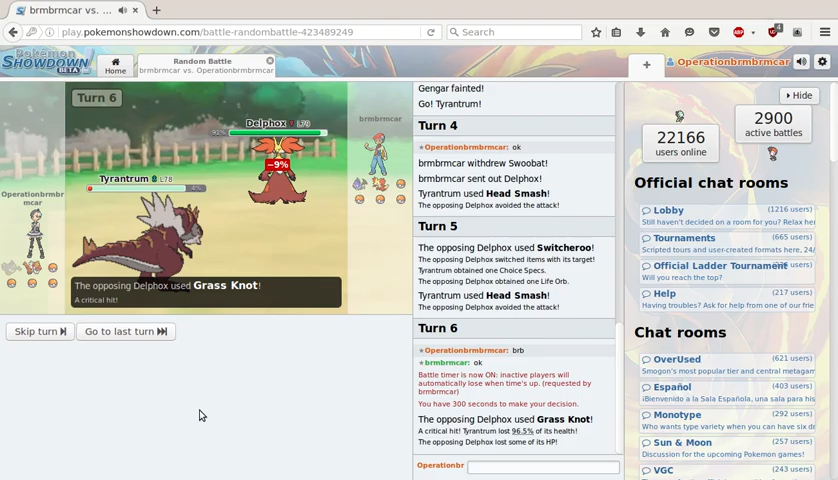 brmbrmcar vs. ...
play.pokemonshowdown.com/battle-randombattle-423489249
Search
ABP
4
Pokémon
SHOWDOWN
BETA
Home
Random Battle
brmbrmcar vs. Operationbrmbrmcar
Operationbrmbrmcar
Turn 6
Delphox L79
91%
−9%
Tyrantrum L78
4%
brmbrmcar
Operationbrmbr
mcar
The opposing Delphox used Grass Knot!
A critical hit!
Skip turn
Go to last turn
Gengar fainted!
Go! Tyrantrum!
Turn 4
★Operationbrmbrmcar: ok
brmbrmcar withdrew Swoobat!
brmbrmcar sent out Delphox!
Tyrantrum used Head Smash!
The opposing Delphox avoided the attack!
Turn 5
The opposing Delphox used Switcheroo!
The opposing Delphox switched items with its target!
Tyrantrum obtained one Choice Specs.
The opposing Delphox obtained one Life Orb.
Tyrantrum used Head Smash!
The opposing Delphox avoided the attack!
Turn 6
★Operationbrmbrmcar: brb
★brmbrmcar: ok
Battle timer is now ON: inactive players will
automatically lose when time's up. (requested by
brmbrmcar)
You have 300 seconds to make your decision.
The opposing Delphox used Grass Knot!
A critical hit! Tyrantrum lost 96.5% of its health!
The opposing Delphox lost some of its HP!
Operationbr
Hide
22166
users online
2900
active battles
Official chat rooms
Lobby (1216 users)
Still haven't decided on a room for you? Relax he
Tournaments (665 users)
Scripted tours and user-created formats here, 24/
Official Ladder Tournament
Will you reach the top?
Help (217 users)
Having troubles? Ask for help from one of our frie
Chat rooms
OverUsed (621 users)
Smogon's most popular tier and central metagam
Español (403 users)
¡Bienvenido a la Sala Española, una sala para his
Monotype (292 users)
Who wants type variety when you can have six di
Sun & Moon (257 users)
Discussion for the upcoming Pokemon games!
VGC (243 users)